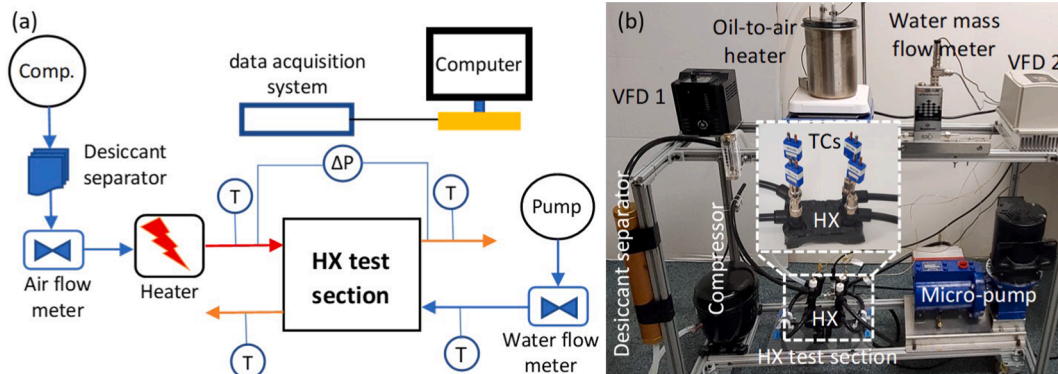 (a)
Comp.
data acquisition
system
Computer
Desiccant
separator
ΔP
T
T
Pump
Air flow
meter
Heater
HX test
section
T
T
Water flow
meter
(b)
Oil-to-air
heater
Water mass
flow meter
VFD 1
VFD 2
TCs
HX
Desiccant separator
Compressor
Micro-pump
HX
HX test section